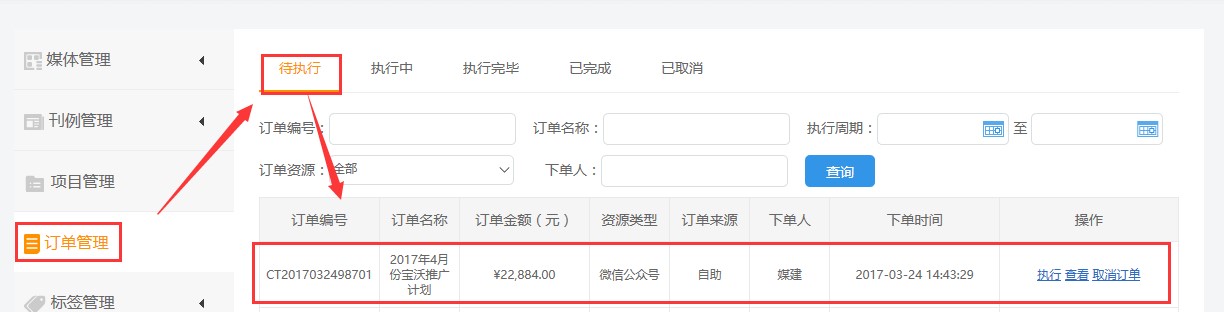 媒体管理
刊例管理
项目管理
订单管理
标签管理
待执行 执行中 执行完毕 已完成 已取消
订单编号： 订单名称： 执行周期： 至
订单资源： 全部 下单人： 查询
订单编号 订单名称 订单金额（元） 资源类型 订单来源 下单人 下单时间 操作
CT2017032498701 2017年4月份宝沃推广计划 ¥22,884.00 微信公众号 自助 媒建 2017-03-24 14:43:29 执行 查看 取消订单